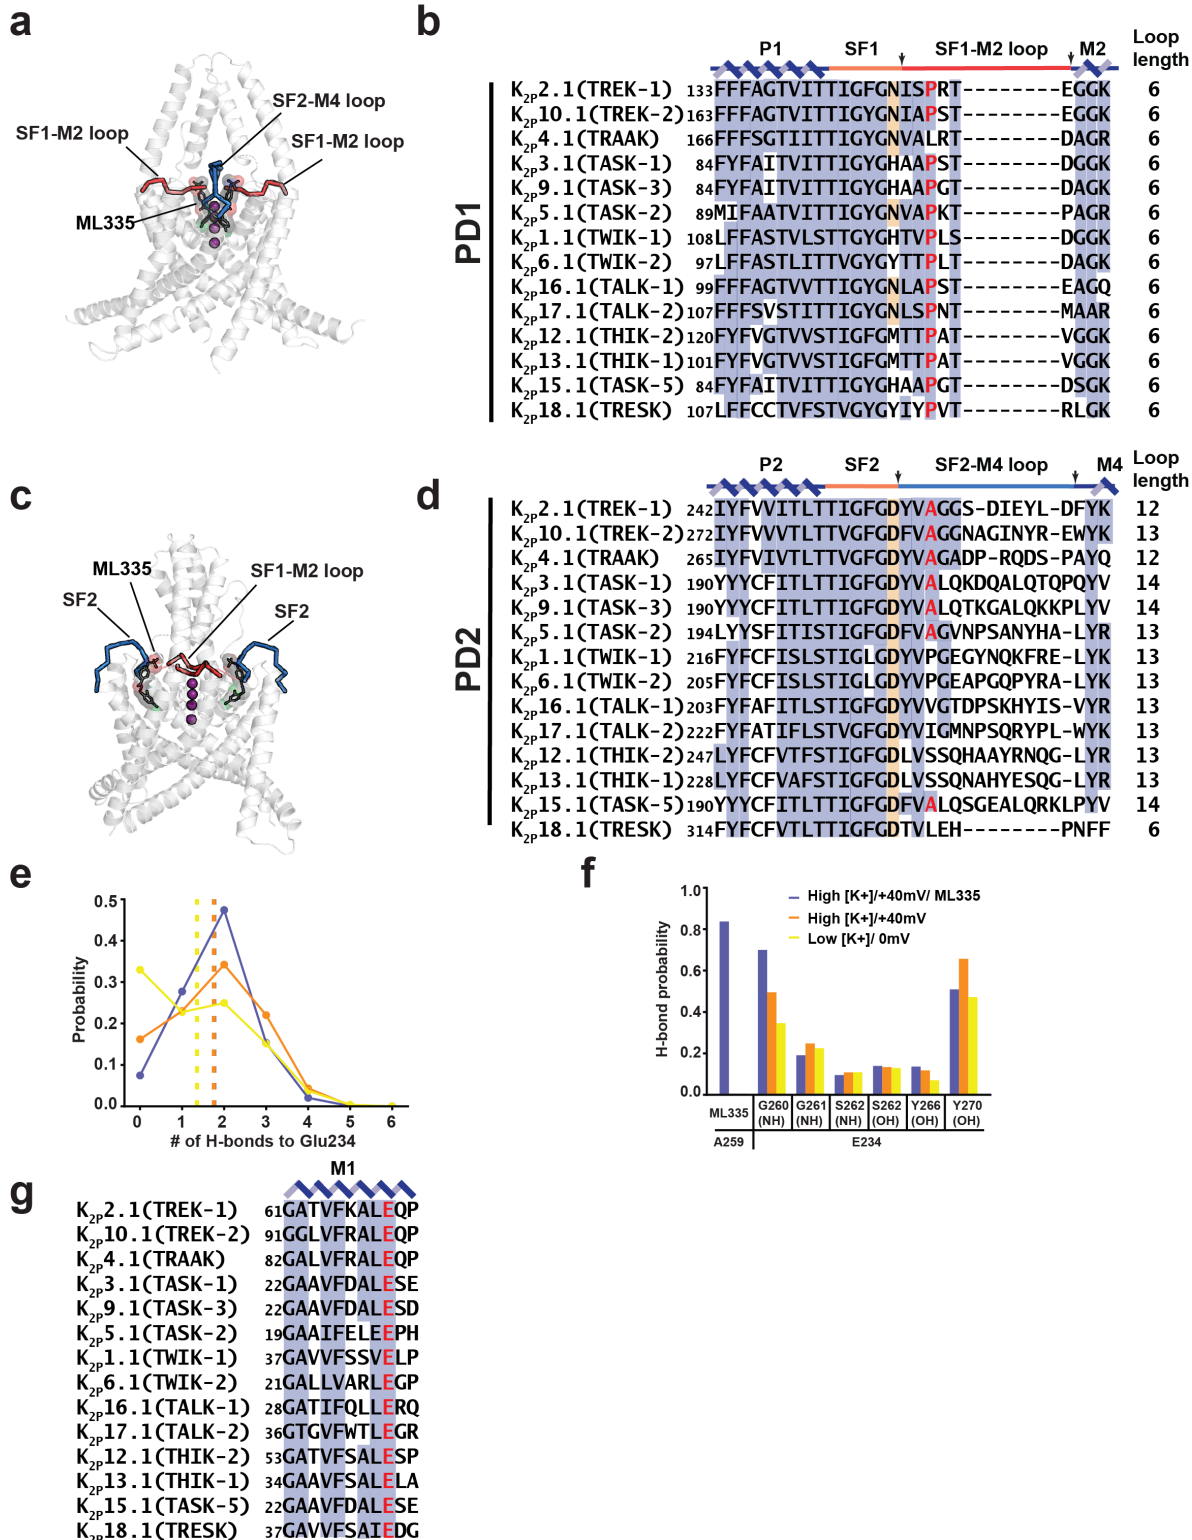 a
SF2-M4 loop
SF1-M2 loop
SF1-M2 loop
ML335
b
P1 SF1 SF1-M2 loop M2 Loop length
PD1
K2P2.1(TREK-1) 133FFFAGTVITTIGFGNISPRT---------EGGK 6
K2P10.1(TREK-2)163FFFAGTVITTIGYGNIAPST---------EGGK 6
K2P4.1(TRAAK) 166FFFSGTIITTIGYGNVALRT---------DAGR 6
K2P3.1(TASK-1) 84FYFAITVITTIGYGHAAPST---------DGGK 6
K2P9.1(TASK-3) 84FYFAITVITTIGYGHAAPGT---------DAGK 6
K2P5.1(TASK-2) 89MIFAATVITTIGYGNVAPKT---------PAGR 6
K2P1.1(TWIK-1) 108LFFASTVLSTTGYGHTVPLS---------DGGK 6
K2P6.1(TWIK-2) 97LFFASTLITTVGYGYTTPLT---------DAGK 6
K2P16.1(TALK-1) 99FFFAGTVVTTIGYGNLAPST---------EAGQ 6
K2P17.1(TALK-2)107FFFSVSTITTIGYGNLSPNT---------MAAR 6
K2P12.1(THIK-2)120FYFVGTVVSTIGFGMTTPAT---------VGGK 6
K2P13.1(THIK-1)101FYFVGTVVSTIGFGMTTPAT---------VGGK 6
K2P15.1(TASK-5) 84FYFAITVITTIGYGHAAPGT---------DSGK 6
K2P18.1(TRESK) 107LFFCCTVFSTVGYGYIYPVT---------RLGK 6
c
ML335
SF1-M2 loop
SF2
SF2
d
P2 SF2 SF2-M4 loop M4 Loop length
PD2
K2P2.1(TREK-1) 242IYFVVITLTTIGFGDYVAGGS-DIEYL-DFYK 12
K2P10.1(TREK-2)272IYFVVVTLTTVGFGDFVAGGNAGINYR-EWYK 13
K2P4.1(TRAAK) 265IYFVIVTLTTVGFGDYVAGADP-RQDS-PAYQ 12
K2P3.1(TASK-1) 190YYYCFITLTTIGFGDYVALQKDQALQTQPQYV 14
K2P9.1(TASK-3) 190YYYCFITLTTIGFGDYVALQTKGALQKKPLYV 14
K2P5.1(TASK-2) 194LYYSFITISTIGFGDFVAGVNPSANYHA-LYR 13
K2P1.1(TWIK-1) 216FYFCFISLSTIGLGDYVPGEGYNQKFRE-LYK 13
K2P6.1(TWIK-2) 205FYFCFISLSTIGLGDYVPGEAPGQPYRA-LYK 13
K2P16.1(TALK-1)203FYFAFITLSTIGFGDYVVGTDPSKHYIS-VYR 13
K2P17.1(TALK-2)222FYFATIFLSTVGFGDYVIGMNPSQRYPL-WYK 13
K2P12.1(THIK-2)247LYFCFVTFSTIGFGDLVSSQHAAYRNQG-LYR 13
K2P13.1(THIK-1)228LYFCFVAFSTIGFGDLVSSQNAHYESQG-LYR 13
K2P15.1(TASK-5)190YYYCFITLTTIGFGDFVALQSGEALQRKLPYV 14
K2P18.1(TRESK) 314FYFCFVTLTTIGFGDTVLEH---------PNFF 6
e
0.5
0.4
0.3
0.2
0.1
0.0
Probability
0 1 2 3 4 5 6
# of H-bonds to Glu234
f
1.0
0.8
0.6
0.4
0.2
0.0
H-bond probability
High [K+]/+40mV/ ML335
High [K+]/+40mV
Low [K+]/ 0mV
ML335 G260 (NH) G261 (NH) S262 (NH) S262 (OH) Y266 (OH) Y270 (OH)
A259 E234
g
M1
K2P2.1(TREK-1) 61GATVFKALEQP
K2P10.1(TREK-2) 91GGLVFRALEQP
K2P4.1(TRAAK) 82GALVFRALEQP
K2P3.1(TASK-1) 22GAAVFDALESE
K2P9.1(TASK-3) 22GAAVFDALESD
K2P5.1(TASK-2) 19GAAIFELEEPH
K2P1.1(TWIK-1) 37GAVVFSSVELP
K2P6.1(TWIK-2) 21GALLVARLEGP
K2P16.1(TALK-1) 28GATIFQLLERQ
K2P17.1(TALK-2) 36GTGVFWTLEGR
K2P12.1(THIK-2) 53GATVFSALESP
K2P13.1(THIK-1) 34GAAVFSALELA
K2P15.1(TASK-5) 22GAAVFDALESE
K2P18.1(TRESK) 37GAVVFSAIEDG